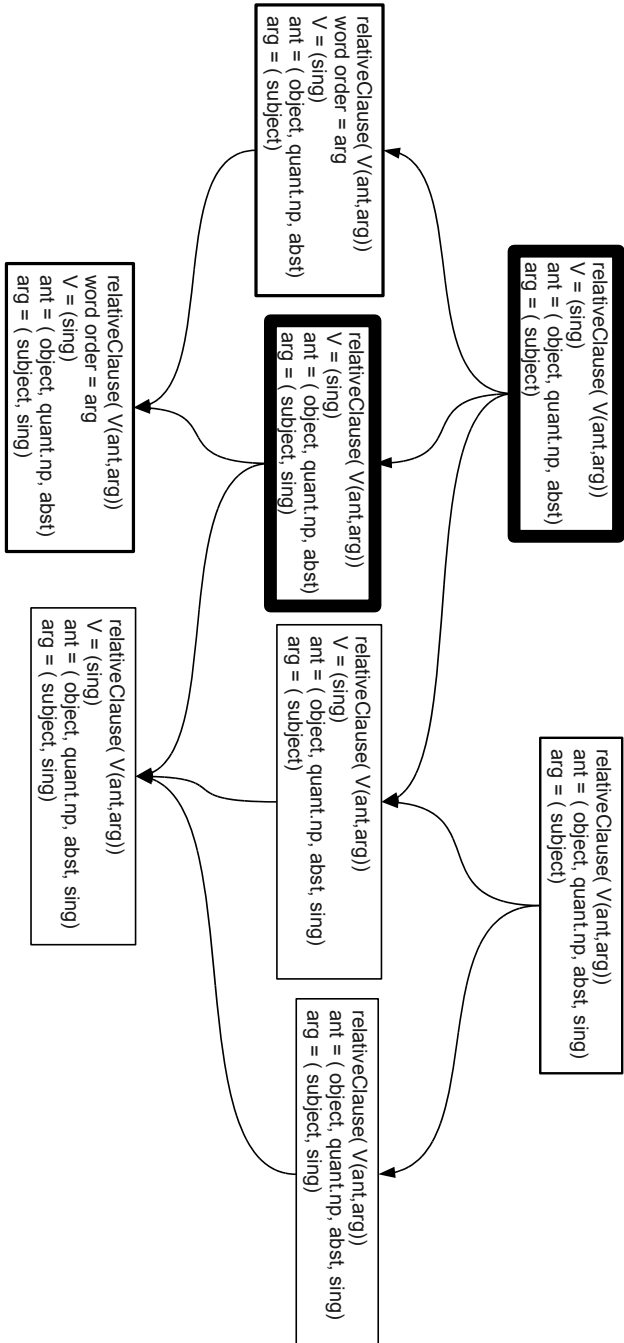 relativeClause( V(ant,arg))
V = (sing)
ant = ( object, quant.np, abst)
arg = ( subject)
relativeClause( V(ant,arg))
ant = ( object, quant.np, abst, sing)
arg = ( subject)
relativeClause( V(ant,arg))
word order = arg
V = (sing)
ant = ( object, quant.np, abst)
arg = ( subject)
relativeClause( V(ant,arg))
V = (sing)
ant = ( object, quant.np, abst)
arg = ( subject, sing)
relativeClause( V(ant,arg))
V = (sing)
ant = ( object, quant.np, abst, sing)
arg = ( subject)
relativeClause( V(ant,arg))
ant = ( object, quant.np, abst, sing)
arg = ( subject, sing)
relativeClause( V(ant,arg))
word order = arg
V = (sing)
ant = ( object, quant.np, abst)
arg = ( subject, sing)
relativeClause( V(ant,arg))
V = (sing)
ant = ( object, quant.np, abst, sing)
arg = ( subject, sing)